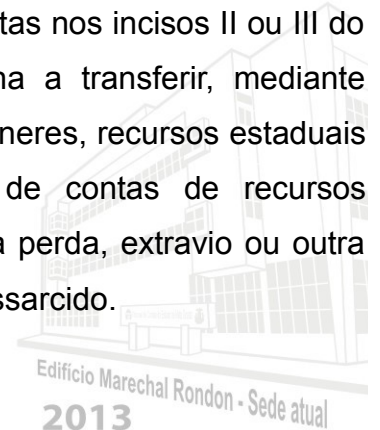 tas nos incisos II ou III do
na a transferir, mediante
neres, recursos estaduais
de contas de recursos
a perda, extravio ou outra
ssarcido.
Edifício Marechal Rondon - Sede atual
2013